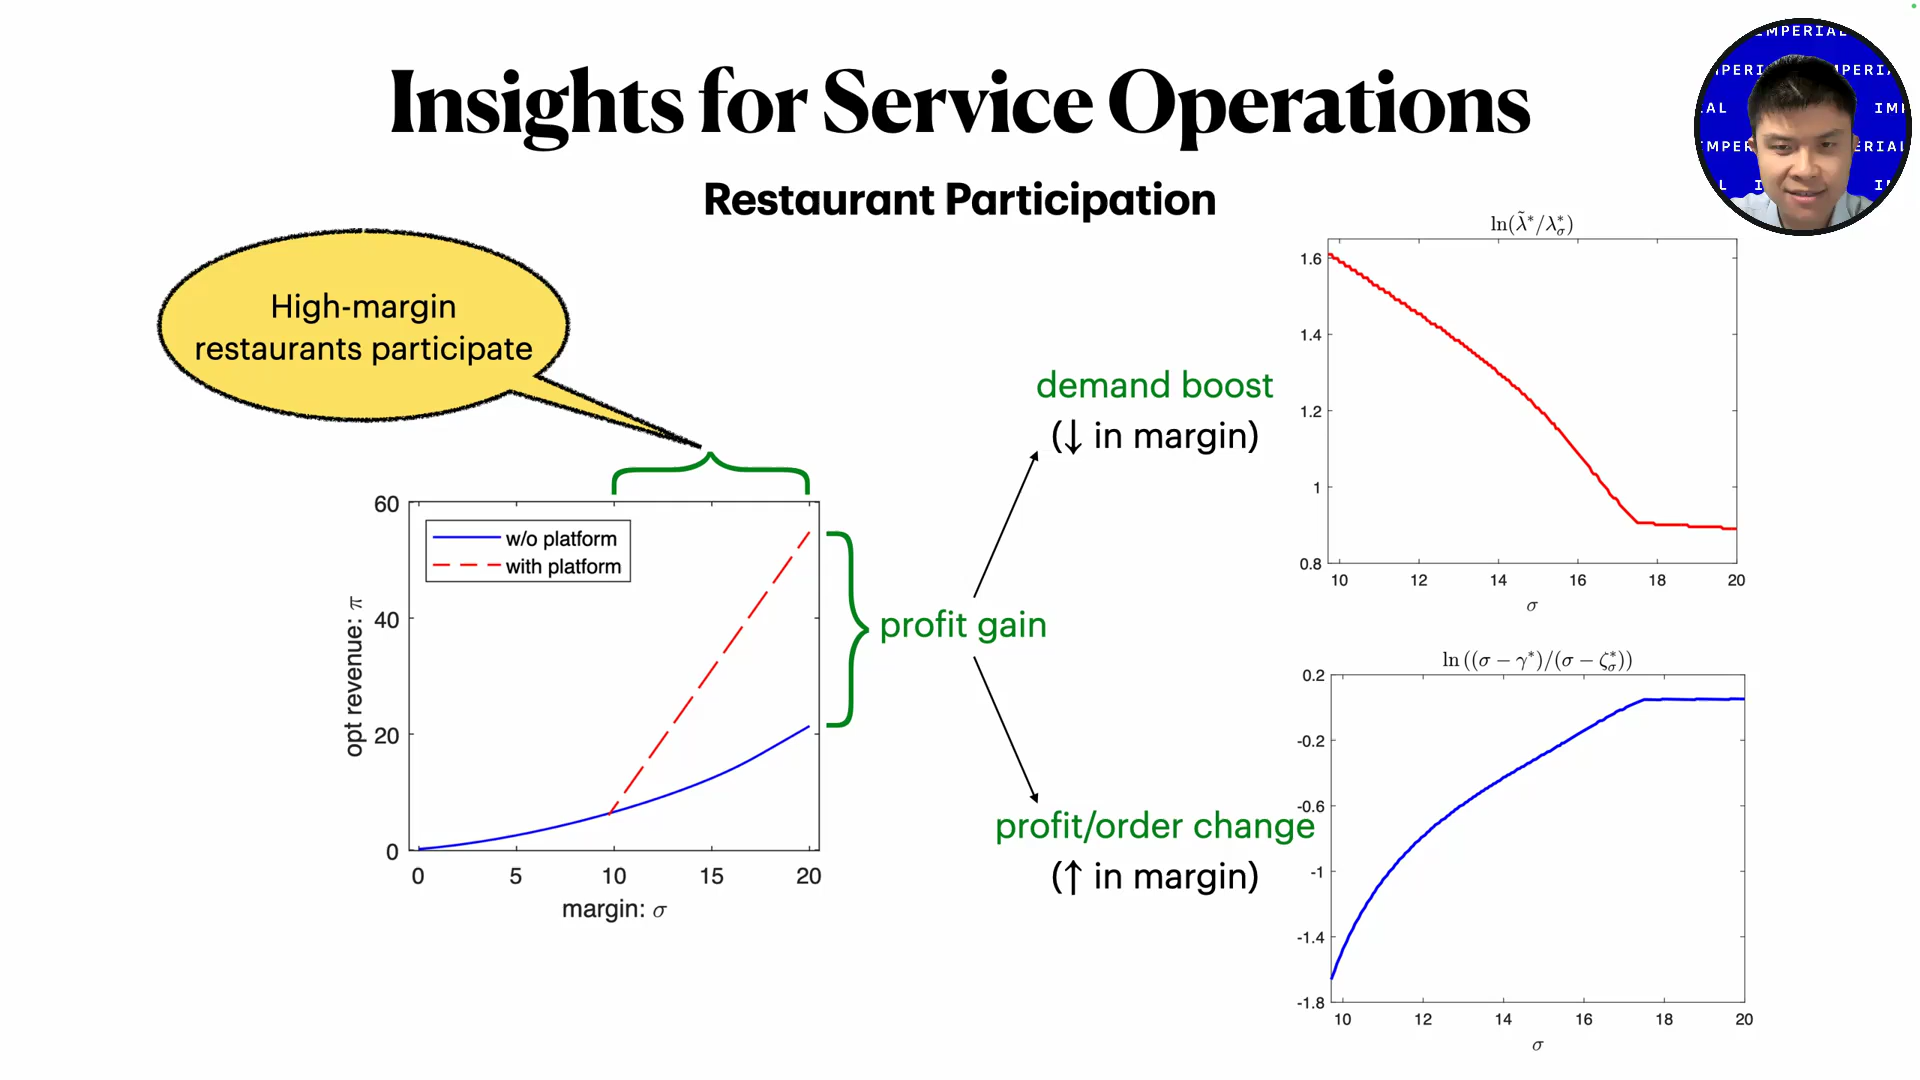 Insights for Service Operations
Restaurant Participation
High-margin
restaurants participate
60
40
20
0
0 5 10 15 20
opt revenue: π
margin: σ
w/o platform
with platform
profit gain
demand boost
(↓ in margin)
profit/order change
(↑ in margin)
ln(λ̃*/λ*_σ)
1.6
1.4
1.2
1
0.8
10 12 14 16 18 20
σ
ln((σ − γ*)/(σ − ζ*_σ))
0.2
-0.2
-0.6
-1
-1.4
-1.8
10 12 14 16 18 20
σ
IMPERIAL